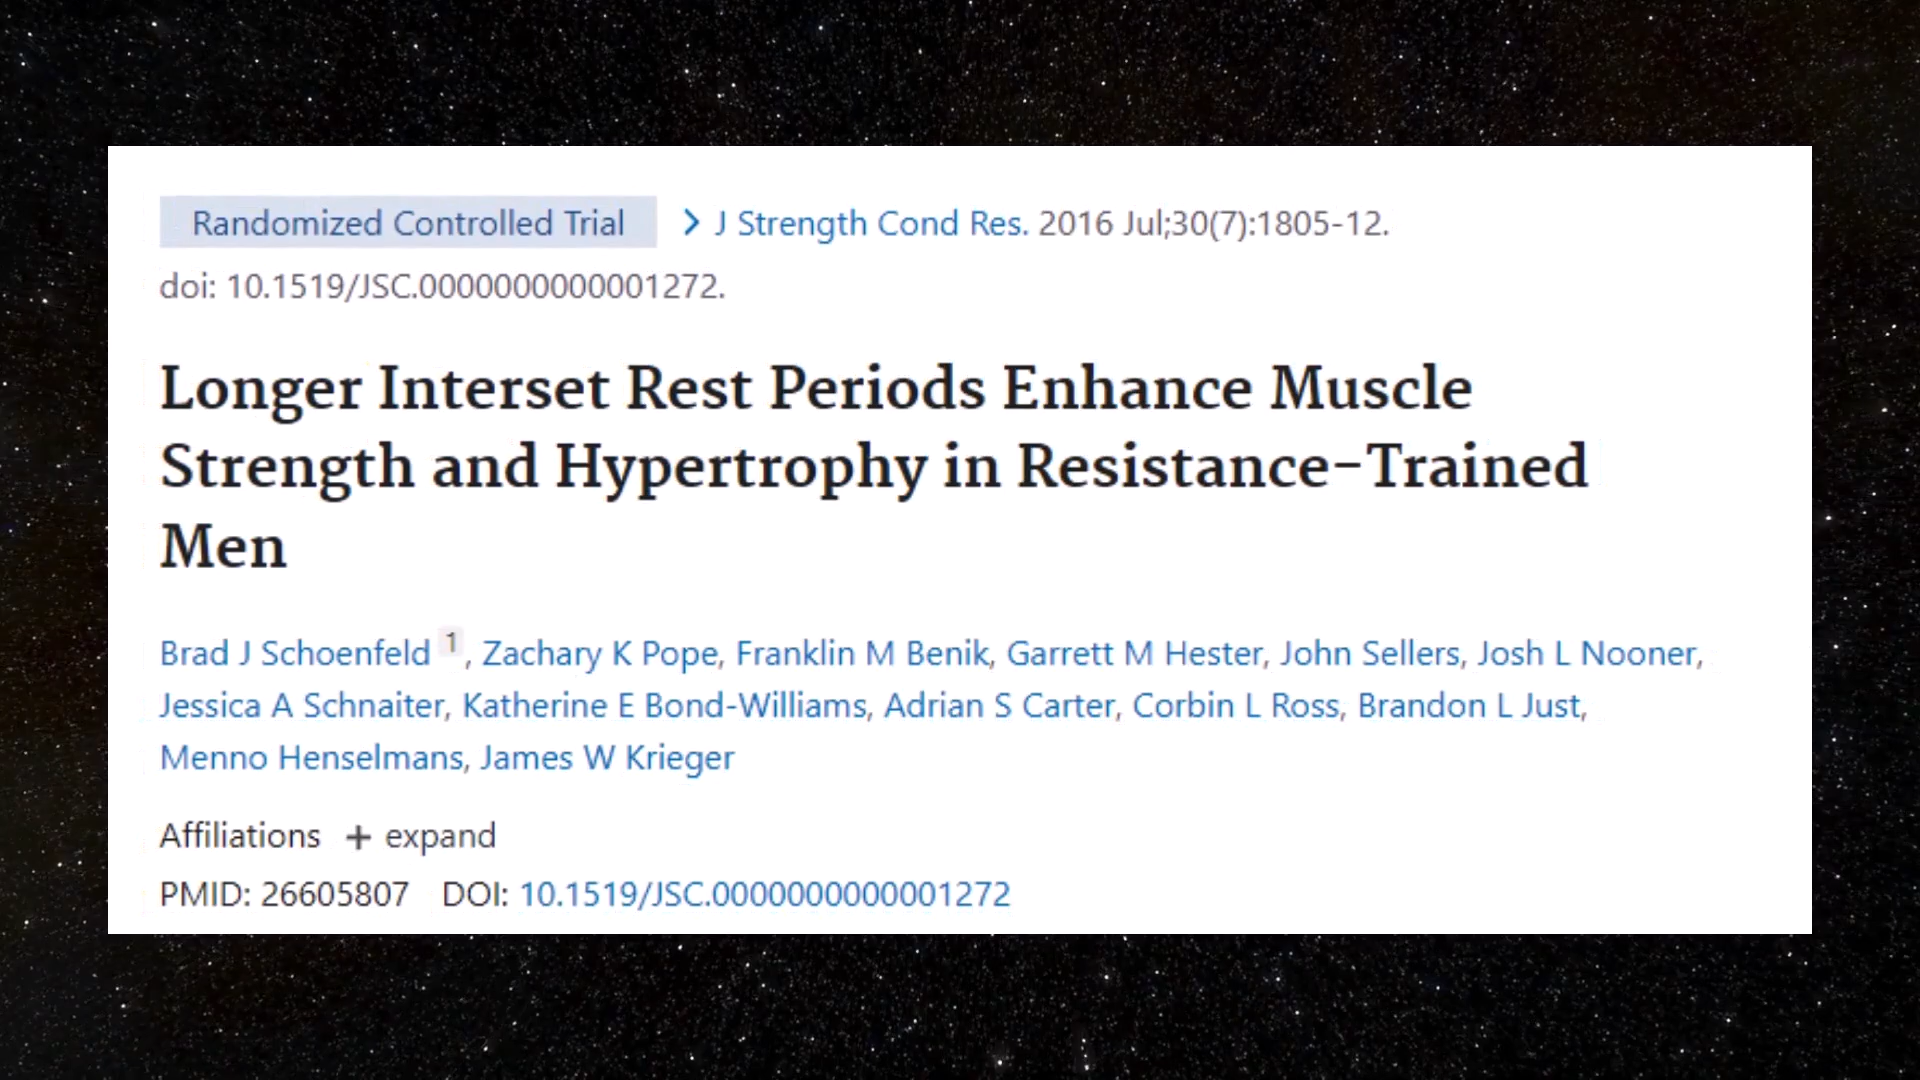 Randomized Controlled Trial > J Strength Cond Res. 2016 Jul;30(7):1805-12.
doi: 10.1519/JSC.0000000000001272.
Longer Interset Rest Periods Enhance Muscle
Strength and Hypertrophy in Resistance-Trained
Men
Brad J Schoenfeld 1, Zachary K Pope, Franklin M Benik, Garrett M Hester, John Sellers, Josh L Nooner,
Jessica A Schnaiter, Katherine E Bond-Williams, Adrian S Carter, Corbin L Ross, Brandon L Just,
Menno Henselmans, James W Krieger
Affiliations + expand
PMID: 26605807 DOI: 10.1519/JSC.0000000000001272